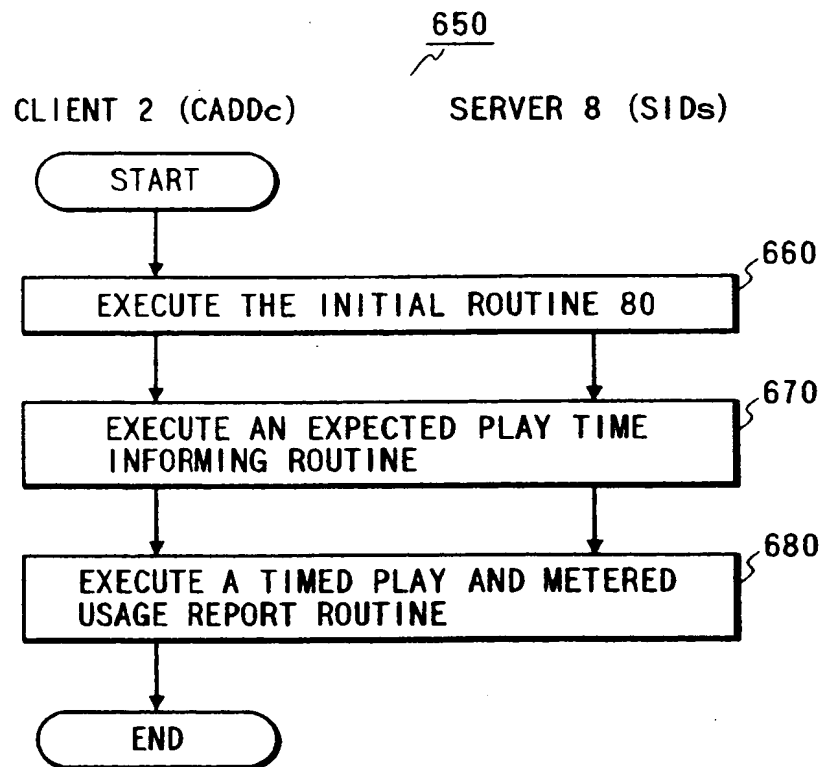 650
CLIENT 2 (CADDc) SERVER 8 (SIDs)
START
660
EXECUTE THE INITIAL ROUTINE 80
670
EXECUTE AN EXPECTED PLAY TIME
INFORMING ROUTINE
680
EXECUTE A TIMED PLAY AND METERED
USAGE REPORT ROUTINE
END